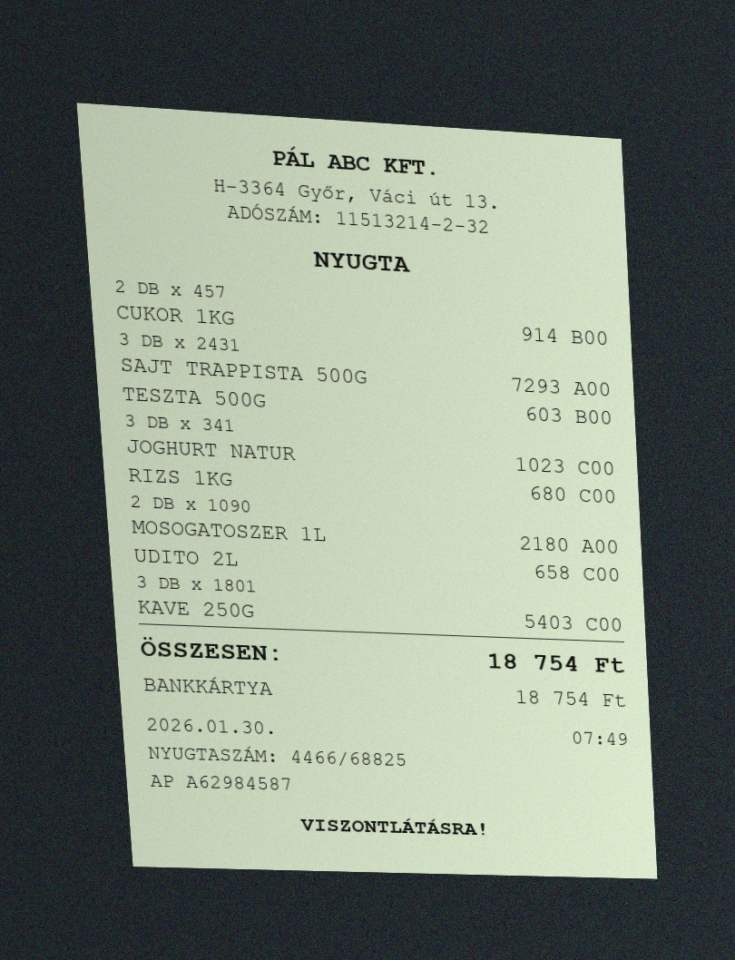 PÁL ABC KFT.
H-3364 Győr, Váci út 13.
ADÓSZÁM: 11513214-2-32
NYUGTA
2 DB x 457
CUKOR 1KG 914 B00
3 DB x 2431
SAJT TRAPPISTA 500G 7293 A00
TESZTA 500G 603 B00
3 DB x 341
JOGHURT NATUR 1023 C00
RIZS 1KG 680 C00
2 DB x 1090
MOSOGATOSZER 1L 2180 A00
UDITO 2L 658 C00
3 DB x 1801
KAVE 250G 5403 C00
ÖSSZESEN: 18 754 Ft
BANKKÁRTYA 18 754 Ft
2026.01.30. 07:49
NYUGTASZÁM: 4466/68825
AP A62984587
VISZONTLÁTÁSRA!